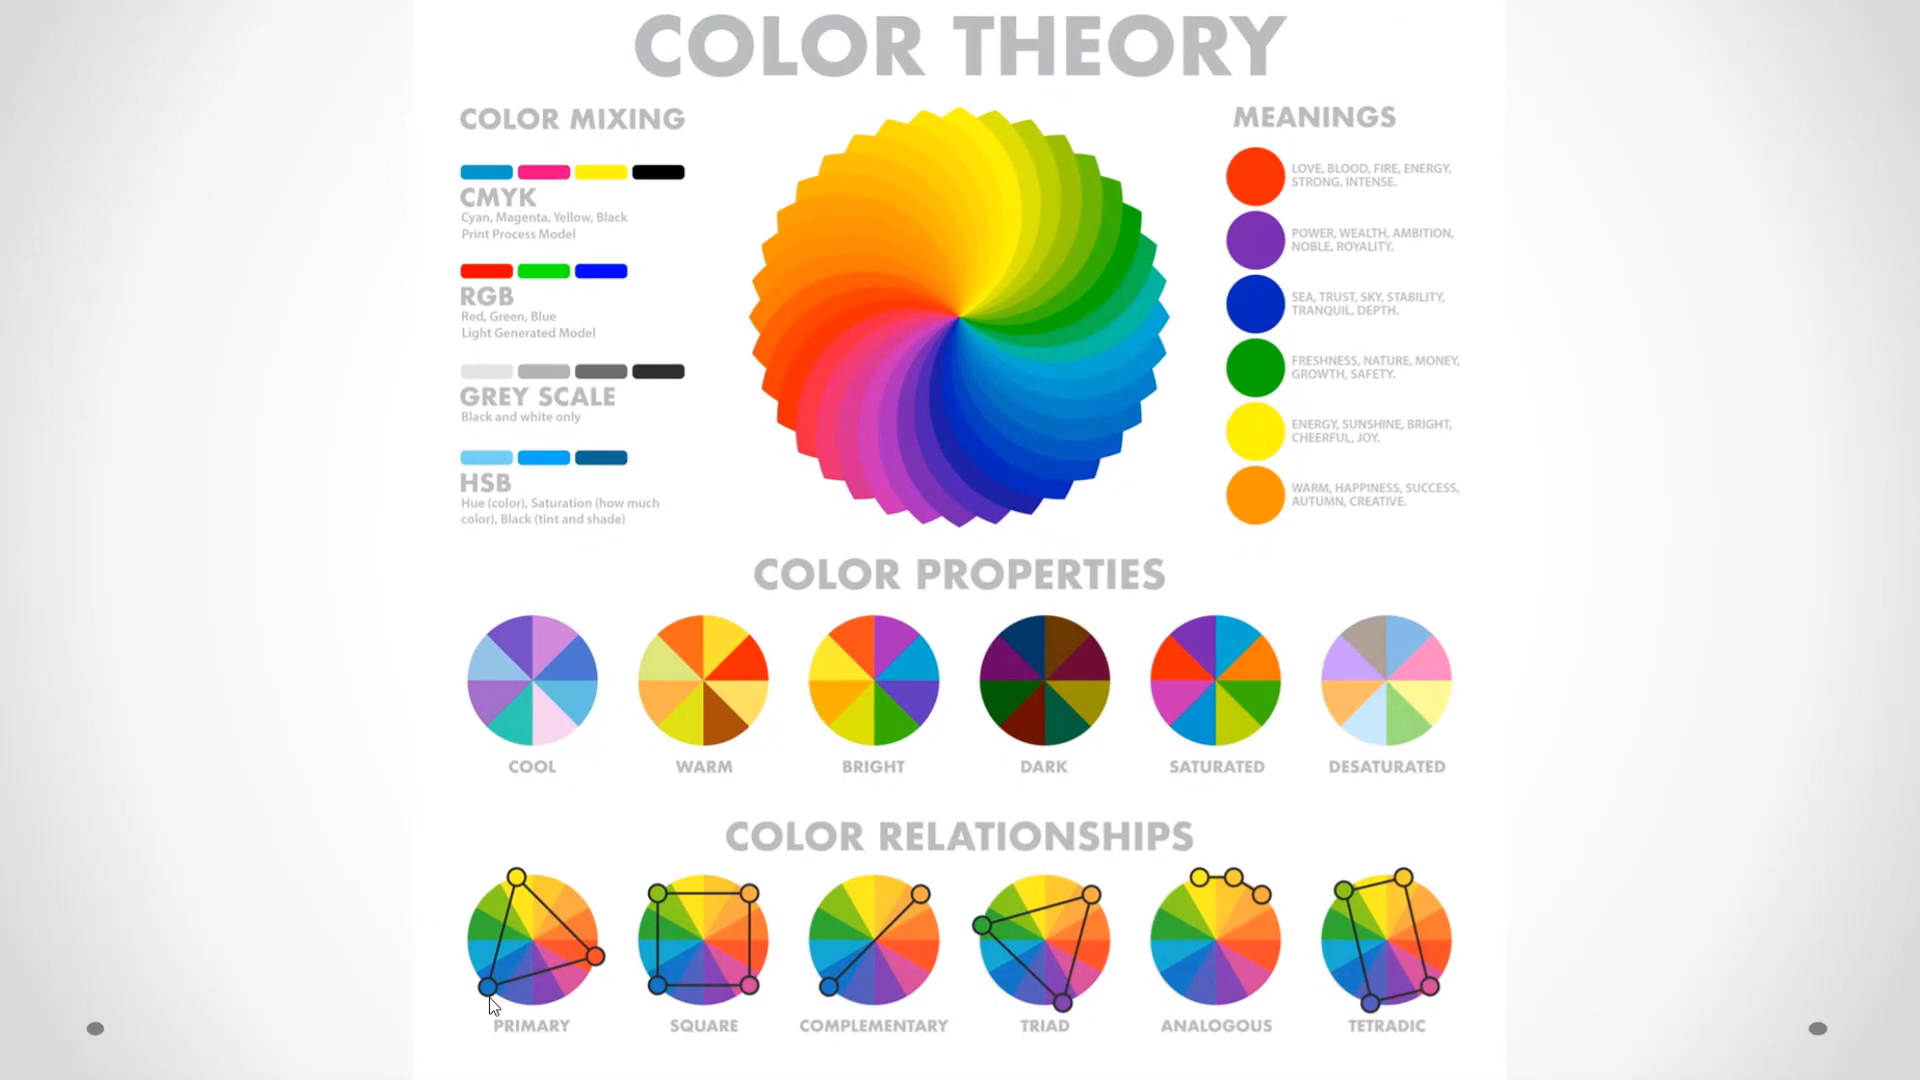 COLOR THEORY
COLOR MIXING
CMYK
Cyan, Magenta, Yellow, Black
Print Process Model
RGB
Red, Green, Blue
Light Generated Model
GREY SCALE
Black and white only
HSB
Hue (color), Saturation (how much
color), Black (tint and shade)
MEANINGS
LOVE, BLOOD, FIRE, ENERGY,
STRONG, INTENSE.
POWER, WEALTH, AMBITION,
NOBLE, ROYALITY.
SEA, TRUST, SKY, STABILITY,
TRANQUIL, DEPTH.
FRESHNESS, NATURE, MONEY,
GROWTH, SAFETY.
ENERGY, SUNSHINE, BRIGHT,
CHEERFUL, JOY.
WARM, HAPPINESS, SUCCESS,
AUTUMN, CREATIVE.
COLOR PROPERTIES
COOL
WARM
BRIGHT
DARK
SATURATED
DESATURATED
COLOR RELATIONSHIPS
PRIMARY
SQUARE
COMPLEMENTARY
TRIAD
ANALOGOUS
TETRADIC